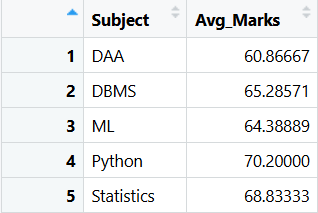 Subject Avg_Marks
1 DAA 60.86667
2 DBMS 65.28571
3 ML 64.38889
4 Python 70.20000
5 Statistics 68.83333